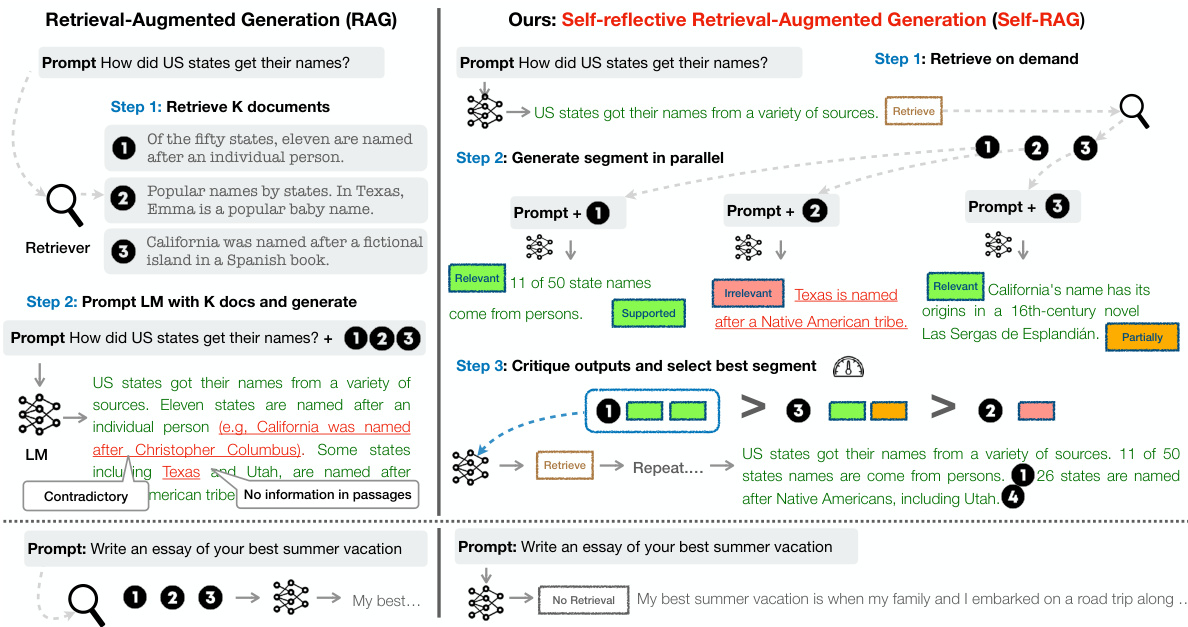 Retrieval-Augmented Generation (RAG)
Prompt How did US states get their names?
Step 1: Retrieve K documents
1 Of the fifty states, eleven are named
after an individual person.
2 Popular names by states. In Texas,
Emma is a popular baby name.
Retriever
3 California was named after a fictional
island in a Spanish book.
Step 2: Prompt LM with K docs and generate
Prompt How did US states get their names? + 1 2 3
LM
US states got their names from a variety of
sources. Eleven states are named after an
individual person (e.g, California was named
after Christopher Columbus). Some states
including Texas and Utah, are named after
merican tribe
Contradictory
No information in passages
Prompt: Write an essay of your best summer vacation
1 2 3
My best…
Ours: Self-reflective Retrieval-Augmented Generation (Self-RAG)
Prompt How did US states get their names?
Step 1: Retrieve on demand
US states got their names from a variety of sources. Retrieve
Step 2: Generate segment in parallel
1 2 3
Prompt + 1
Prompt + 2
Prompt + 3
Relevant 11 of 50 state names
come from persons. Supported
Irrelevant Texas is named
after a Native American tribe.
Relevant California's name has its
origins in a 16th-century novel
Las Sergas de Esplandián. Partially
Step 3: Critique outputs and select best segment
1 > 3 > 2
Retrieve
Repeat....
US states got their names from a variety of sources. 11 of 50
states names are come from persons. 1 26 states are named
after Native Americans, including Utah. 4
Prompt: Write an essay of your best summer vacation
No Retrieval
My best summer vacation is when my family and I embarked on a road trip along ..